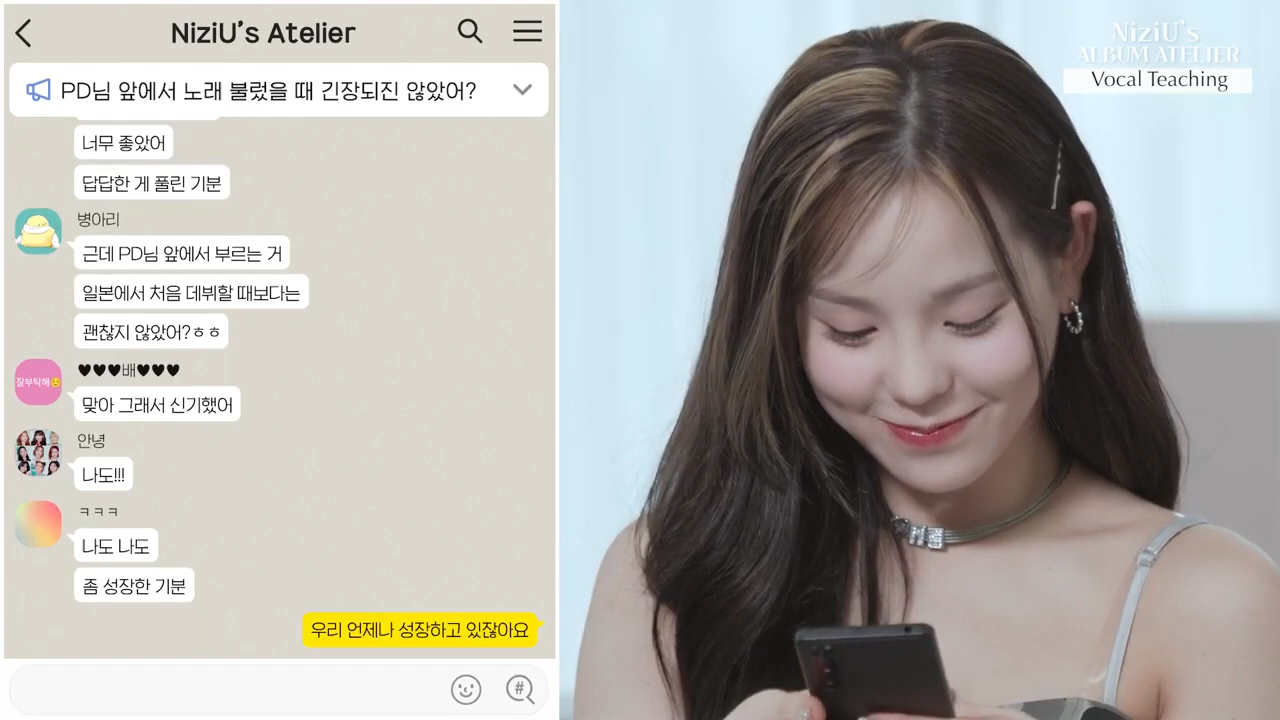 NiziU's Atelier
PD님 앞에서 노래 불렀을 때 긴장되진 않았어?
너무 좋았어
답답한 게 풀린 기분
병아리
근데 PD님 앞에서 부르는 거
일본에서 처음 데뷔할 때보다는
괜찮지 않았어?ㅎㅎ
잘부탁해😚
♥♥♥배♥♥♥
맞아 그래서 신기했어
안녕
나도!!!
ㅋㅋㅋ
나도 나도
좀 성장한 기분
우리 언제나 성장하고 있잖아요
#
NiziU's
ALBUM ATELIER
Vocal Teaching